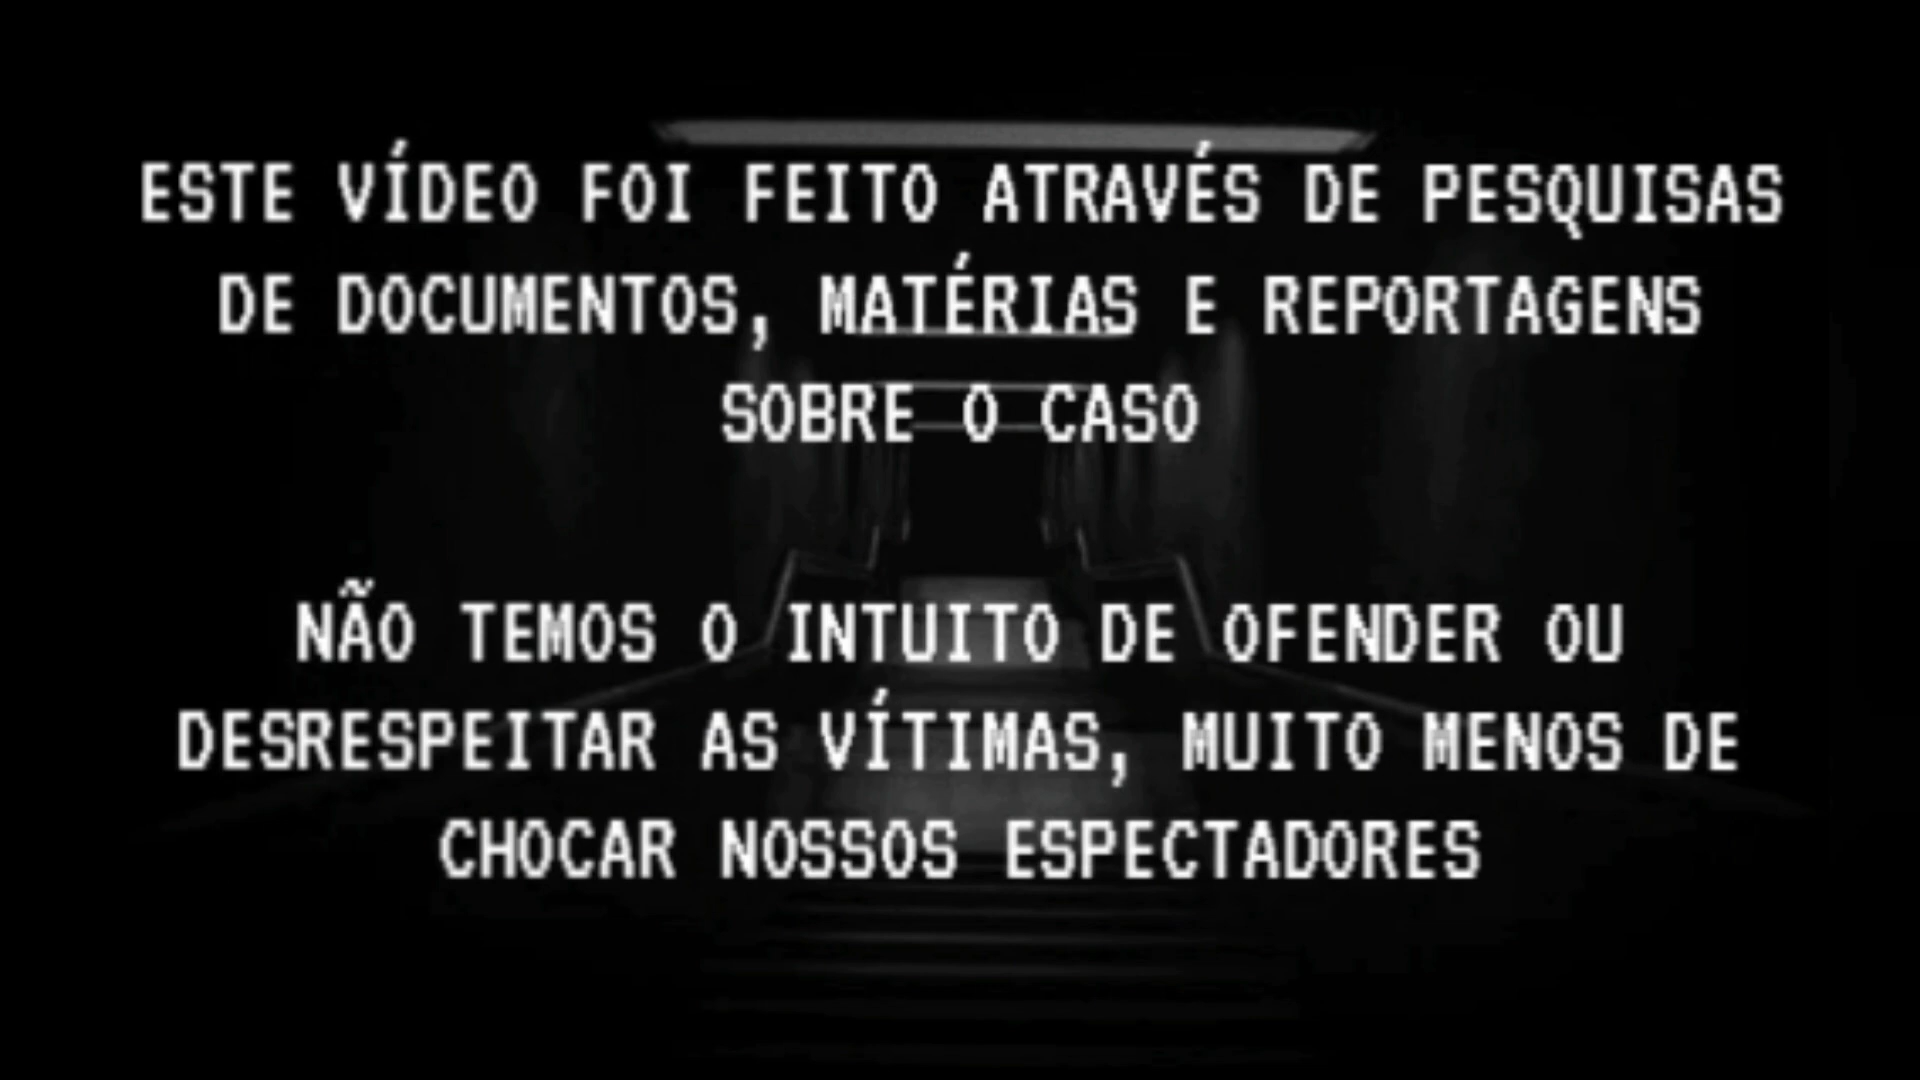 ESTE VÍDEO FOI FEITO ATRAVÉS DE PESQUISAS
DE DOCUMENTOS, MATÉRIAS E REPORTAGENS
SOBRE O CASO
NÃO TEMOS O INTUITO DE OFENDER OU
DESRESPEITAR AS VÍTIMAS, MUITO MENOS DE
CHOCAR NOSSOS ESPECTADORES